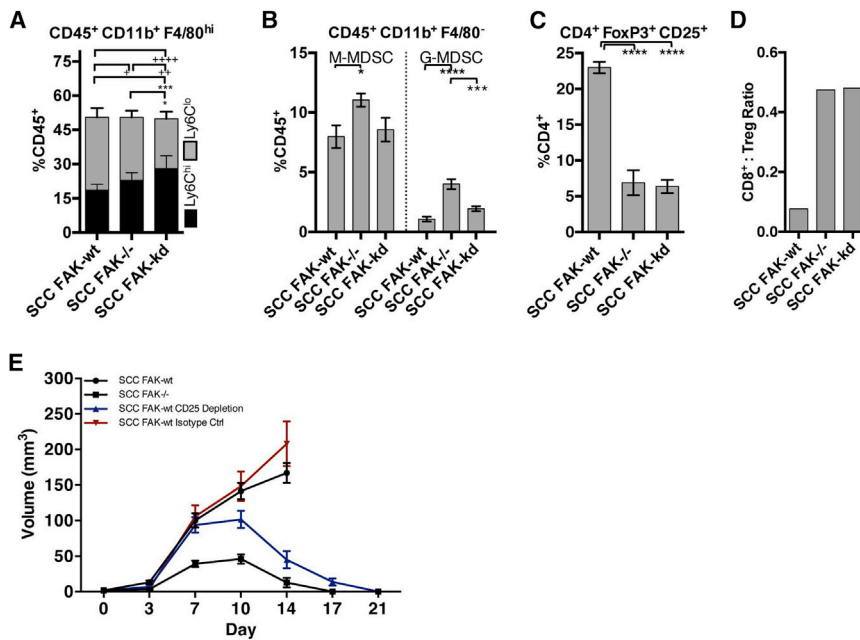 A
CD45+ CD11b+ F4/80hi
%CD45+
75
60
45
30
15
0
++++
+
++
***
*
Ly6Chi
Ly6Clo
SCC FAK-wt
SCC FAK-/-
SCC FAK-kd
B
CD45+ CD11b+ F4/80-
M-MDSC
G-MDSC
%CD45+
15
10
5
0
*
****
***
SCC FAK-wt
SCC FAK-/-
SCC FAK-kd
SCC FAK-wt
SCC FAK-/-
SCC FAK-kd
C
CD4+ FoxP3+ CD25+
%CD4+
25
20
15
10
5
0
****
****
SCC FAK-wt
SCC FAK-/-
SCC FAK-kd
D
CD8+ : Treg Ratio
0.6
0.4
0.2
0.0
SCC FAK-wt
SCC FAK-/-
SCC FAK-kd
E
Volume (mm3)
300
250
200
150
100
50
0
SCC FAK-wt
SCC FAK-/-
SCC FAK-wt CD25 Depletion
SCC FAK-wt Isotype Ctrl
0 3 7 10 14 17 21
Day